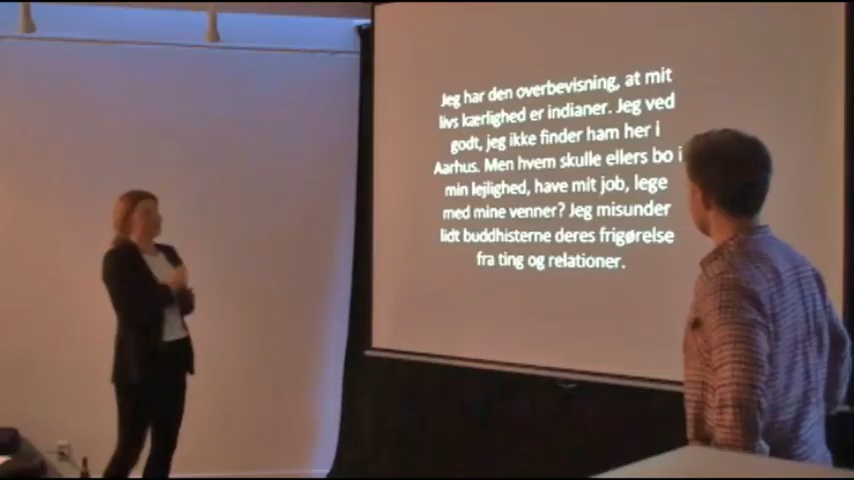 Jeg har den overbevisning, at mit
livs kærlighed er indianer. Jeg ved
godt, jeg ikke finder ham her i
Aarhus. Men hvem skulle ellers bo i
min lejlighed, have mit job, lege
med mine venner? Jeg misunder
lidt buddhisterne deres frigørelse
fra ting og relationer.